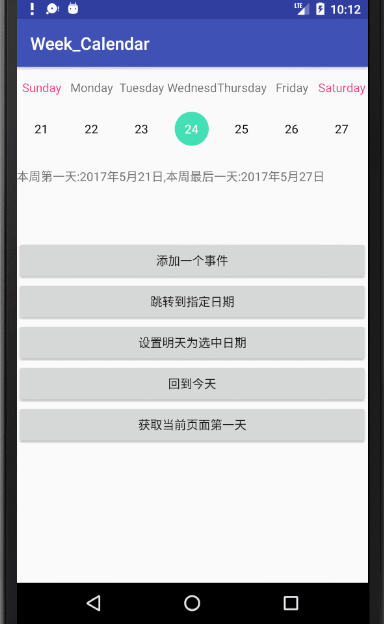 LTE 10:12
Week_Calendar
Sunday Monday Tuesday Wednesd Thursday Friday Saturday
21 22 23 24 25 26 27
本周第一天:2017年5月21日,本周最后一天:2017年5月27日
添加一个事件
跳转到指定日期
设置明天为选中日期
回到今天
获取当前页面第一天